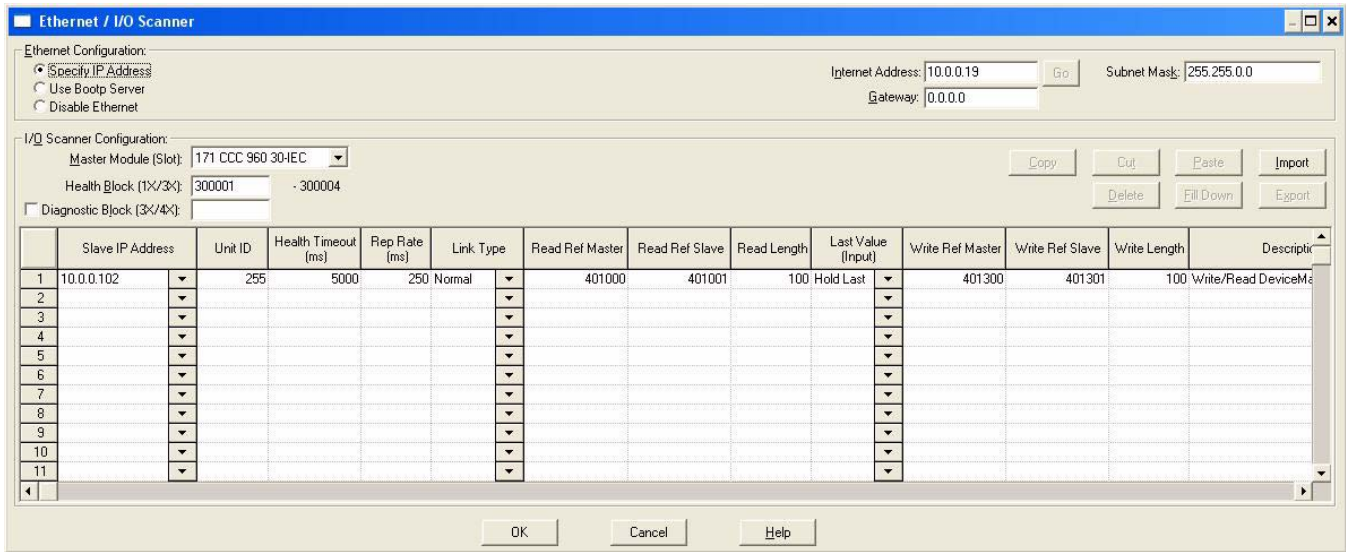 Ethernet / I/O Scanner
Ethernet Configuration:
Specify IP Address
Use Bootp Server
Disable Ethernet
Internet Address: 10.0.0.19 Go Subnet Mask: 255.255.0.0
Gateway: 0.0.0.0
I/O Scanner Configuration:
Master Module (Slot): 171 CCC 960 30-IEC
Health Block (1X/3X): 300001 - 300004
Diagnostic Block (3X/4X):
Copy Cut Paste Import
Delete Fill Down Export
Slave IP Address Unit ID Health Timeout (ms) Rep Rate (ms) Link Type Read Ref Master Read Ref Slave Read Length Last Value (Input) Write Ref Master Write Ref Slave Write Length Descriptic
1 10.0.0.102 255 5000 250 Normal 401000 401001 100 Hold Last 401300 401301 100 Write/Read DeviceMa
2
3
4
5
6
7
8
9
10
11
OK Cancel Help